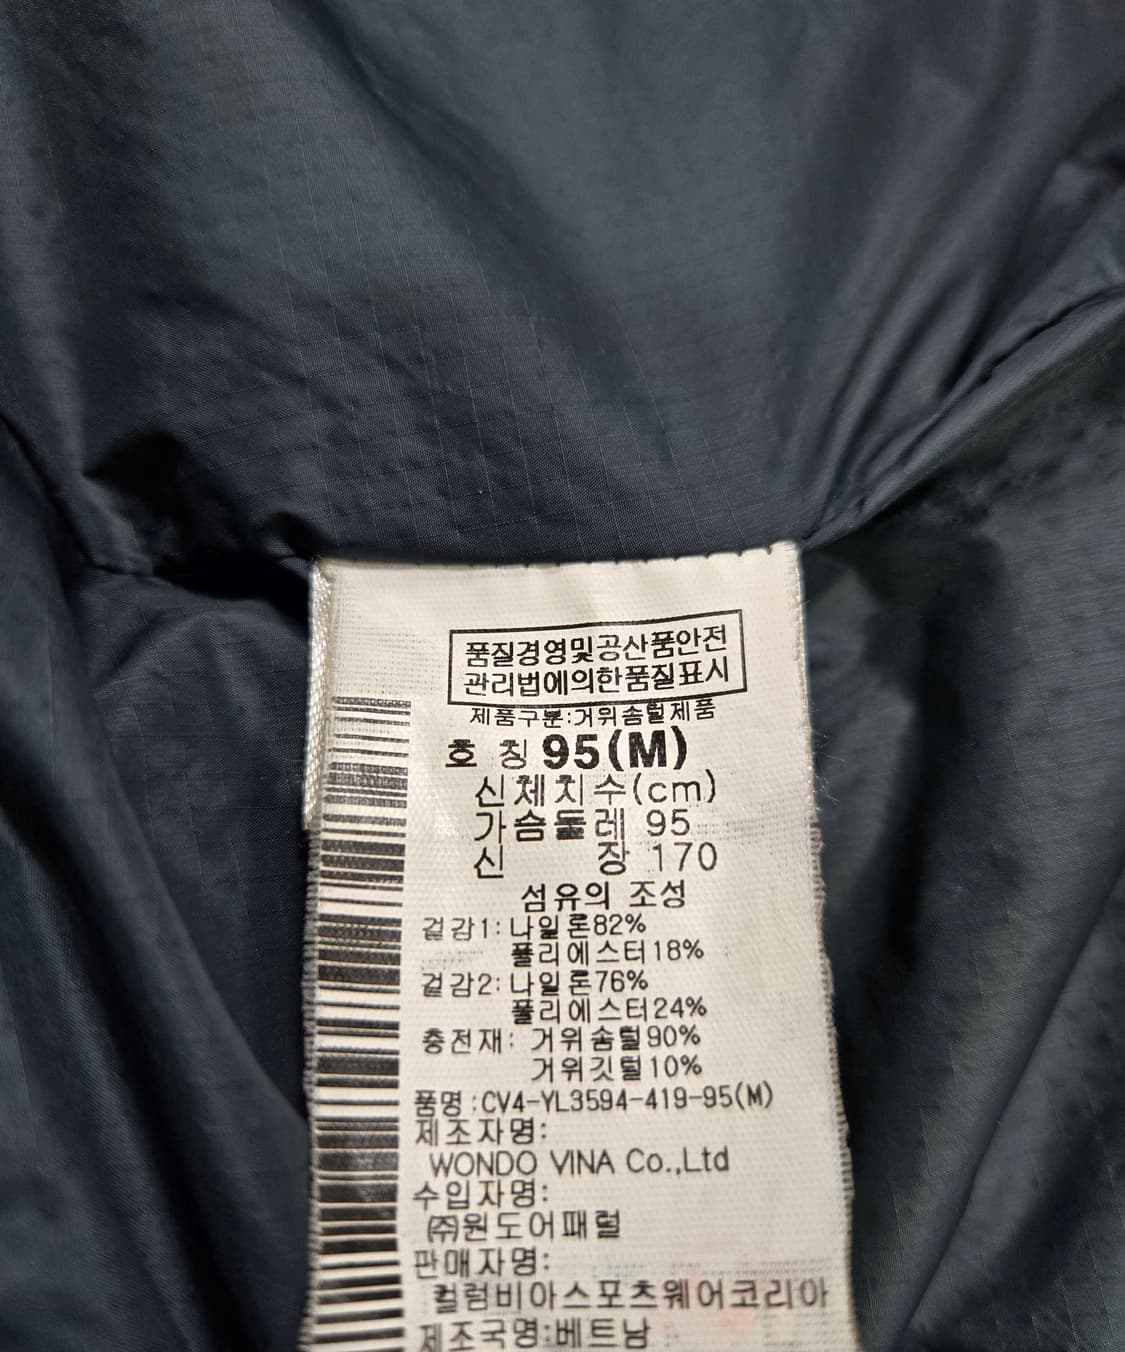 품질경영및공산품안전
관리법에의한품질표시
제품구분:거위솜털제품
호 칭 95(M)
신체치수(cm)
가슴둘레 95
신 장 170
섬유의 조성
겉감1: 나일론82%
폴리에스터18%
겉감2: 나일론76%
폴리에스터24%
충전재: 거위솜털90%
거위깃털10%
품명:CV4-YL3594-419-95(M)
제조자명:
WONDO VINA Co.,Ltd
수입자명:
㈜원도어패럴
판매자명:
컬럼비아스포츠웨어코리아
제조국명:베트남